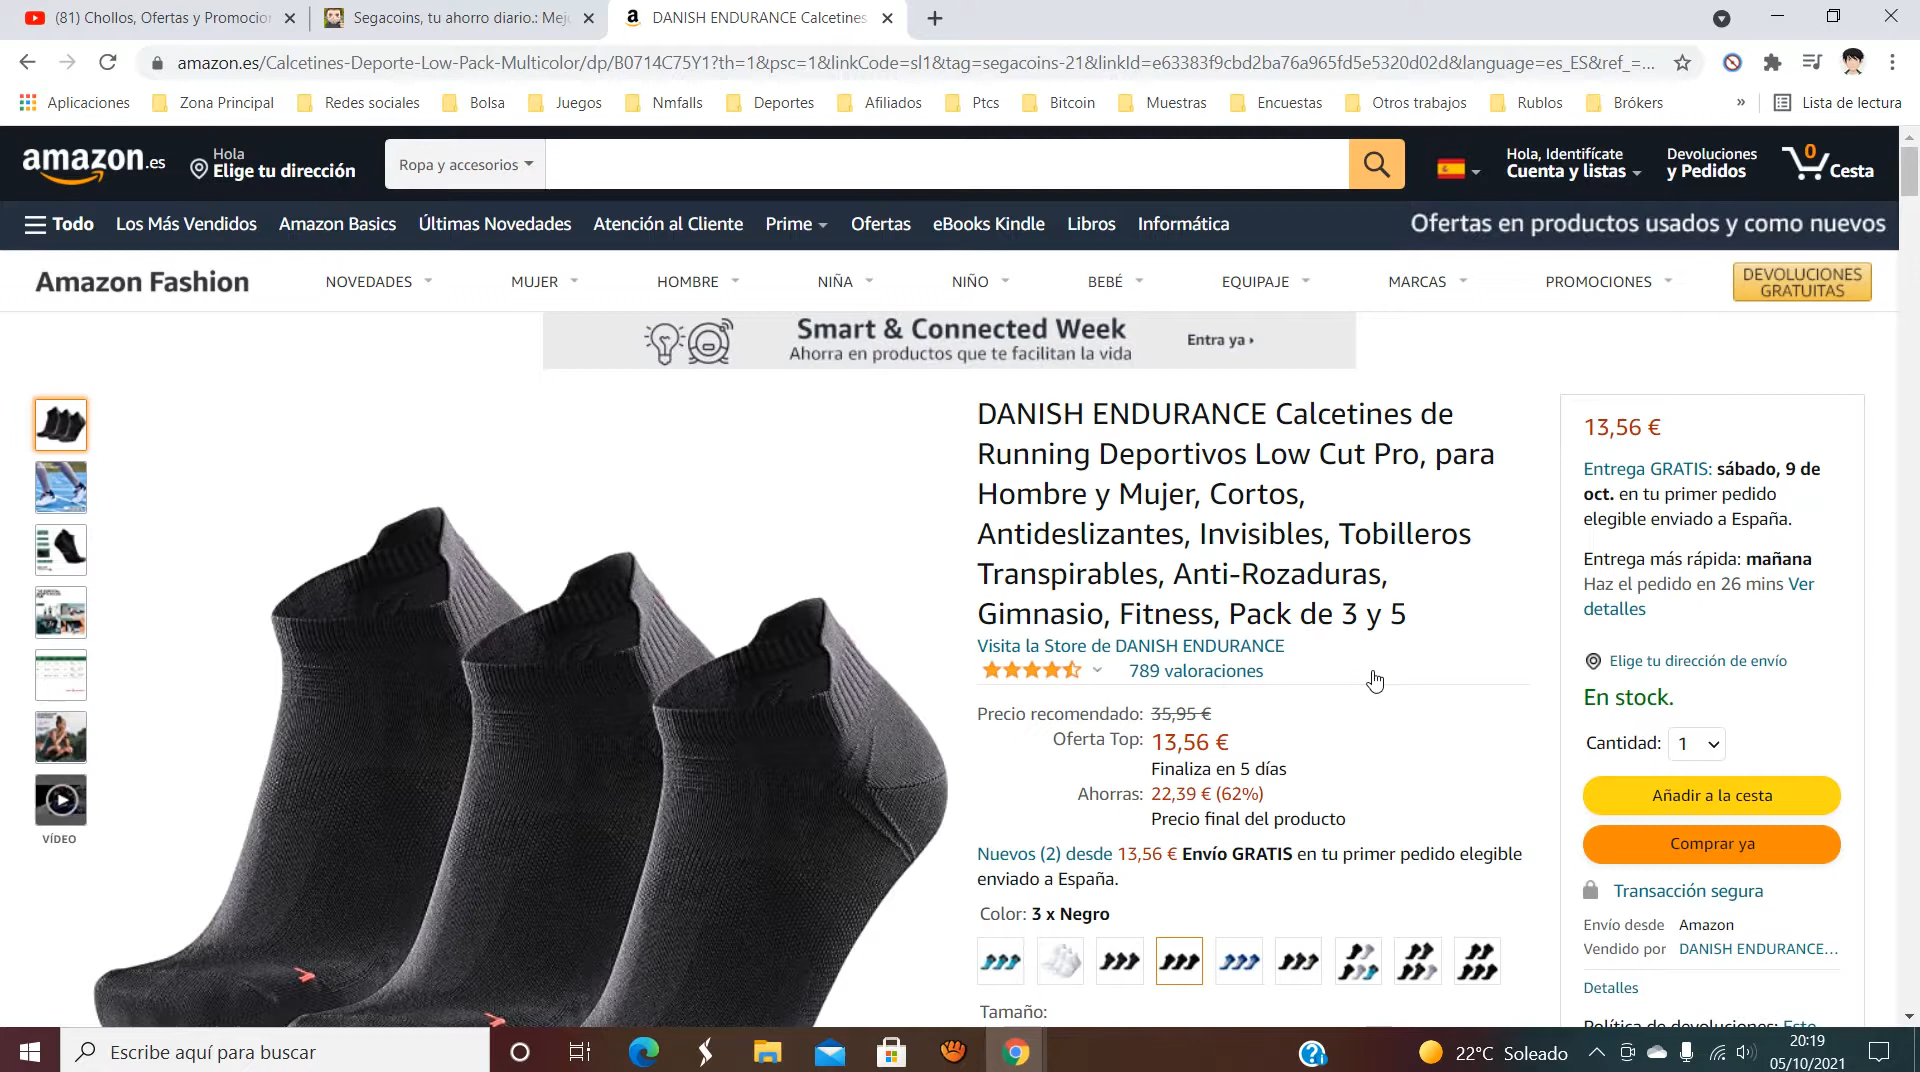 (81) Chollos, Ofertas y Promocior
Segacoins, tu ahorro diario.: Mej
DANISH ENDURANCE Calcetines
amazon.es/Calcetines-Deporte-Low-Pack-Multicolor/dp/B0714C75Y1?th=1&psc=1&linkCode=sl1&tag=segacoins-21&linkId=e63383f9cbd2ba76a965fd5e5320d02d&language=es_ES&ref_=...
Aplicaciones Zona Principal Redes sociales Bolsa Juegos Nmfalls Deportes Afiliados Ptcs Bitcoin Muestras Encuestas Otros trabajos Rublos Brókers » Lista de lectura
amazon.es
Hola
Elige tu dirección
Ropa y accesorios
Hola, Identifícate
Cuenta y listas
Devoluciones
y Pedidos
0
Cesta
Todo Los Más Vendidos Amazon Basics Últimas Novedades Atención al Cliente Prime Ofertas eBooks Kindle Libros Informática Ofertas en productos usados y como nuevos
Amazon Fashion NOVEDADES MUJER HOMBRE NIÑA NIÑO BEBÉ EQUIPAJE MARCAS PROMOCIONES
DEVOLUCIONES
GRATUITAS
Smart & Connected Week
Ahorra en productos que te facilitan la vida
Entra ya ›
VÍDEO
DANISH ENDURANCE Calcetines de
Running Deportivos Low Cut Pro, para
Hombre y Mujer, Cortos,
Antideslizantes, Invisibles, Tobilleros
Transpirables, Anti-Rozaduras,
Gimnasio, Fitness, Pack de 3 y 5
Visita la Store de DANISH ENDURANCE
789 valoraciones
Precio recomendado: 35,95 €
Oferta Top: 13,56 €
Finaliza en 5 días
Ahorras: 22,39 € (62%)
Precio final del producto
Nuevos (2) desde 13,56 € Envío GRATIS en tu primer pedido elegible
enviado a España.
Color: 3 x Negro
Tamaño:
13,56 €
Entrega GRATIS: sábado, 9 de
oct. en tu primer pedido
elegible enviado a España.
Entrega más rápida: mañana
Haz el pedido en 26 mins Ver
detalles
Elige tu dirección de envío
En stock.
Cantidad: 1
Añadir a la cesta
Comprar ya
Transacción segura
Envío desde Amazon
Vendido por DANISH ENDURANCE...
Detalles
Política de devoluciones: Este
Escribe aquí para buscar
22°C Soleado
20:19
05/10/2021